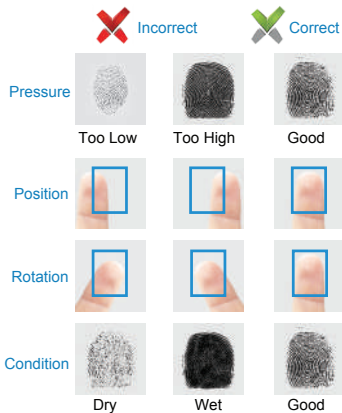 Incorrect Correct
Pressure
Too Low Too High Good
Position
Rotation
Condition
Dry Wet Good